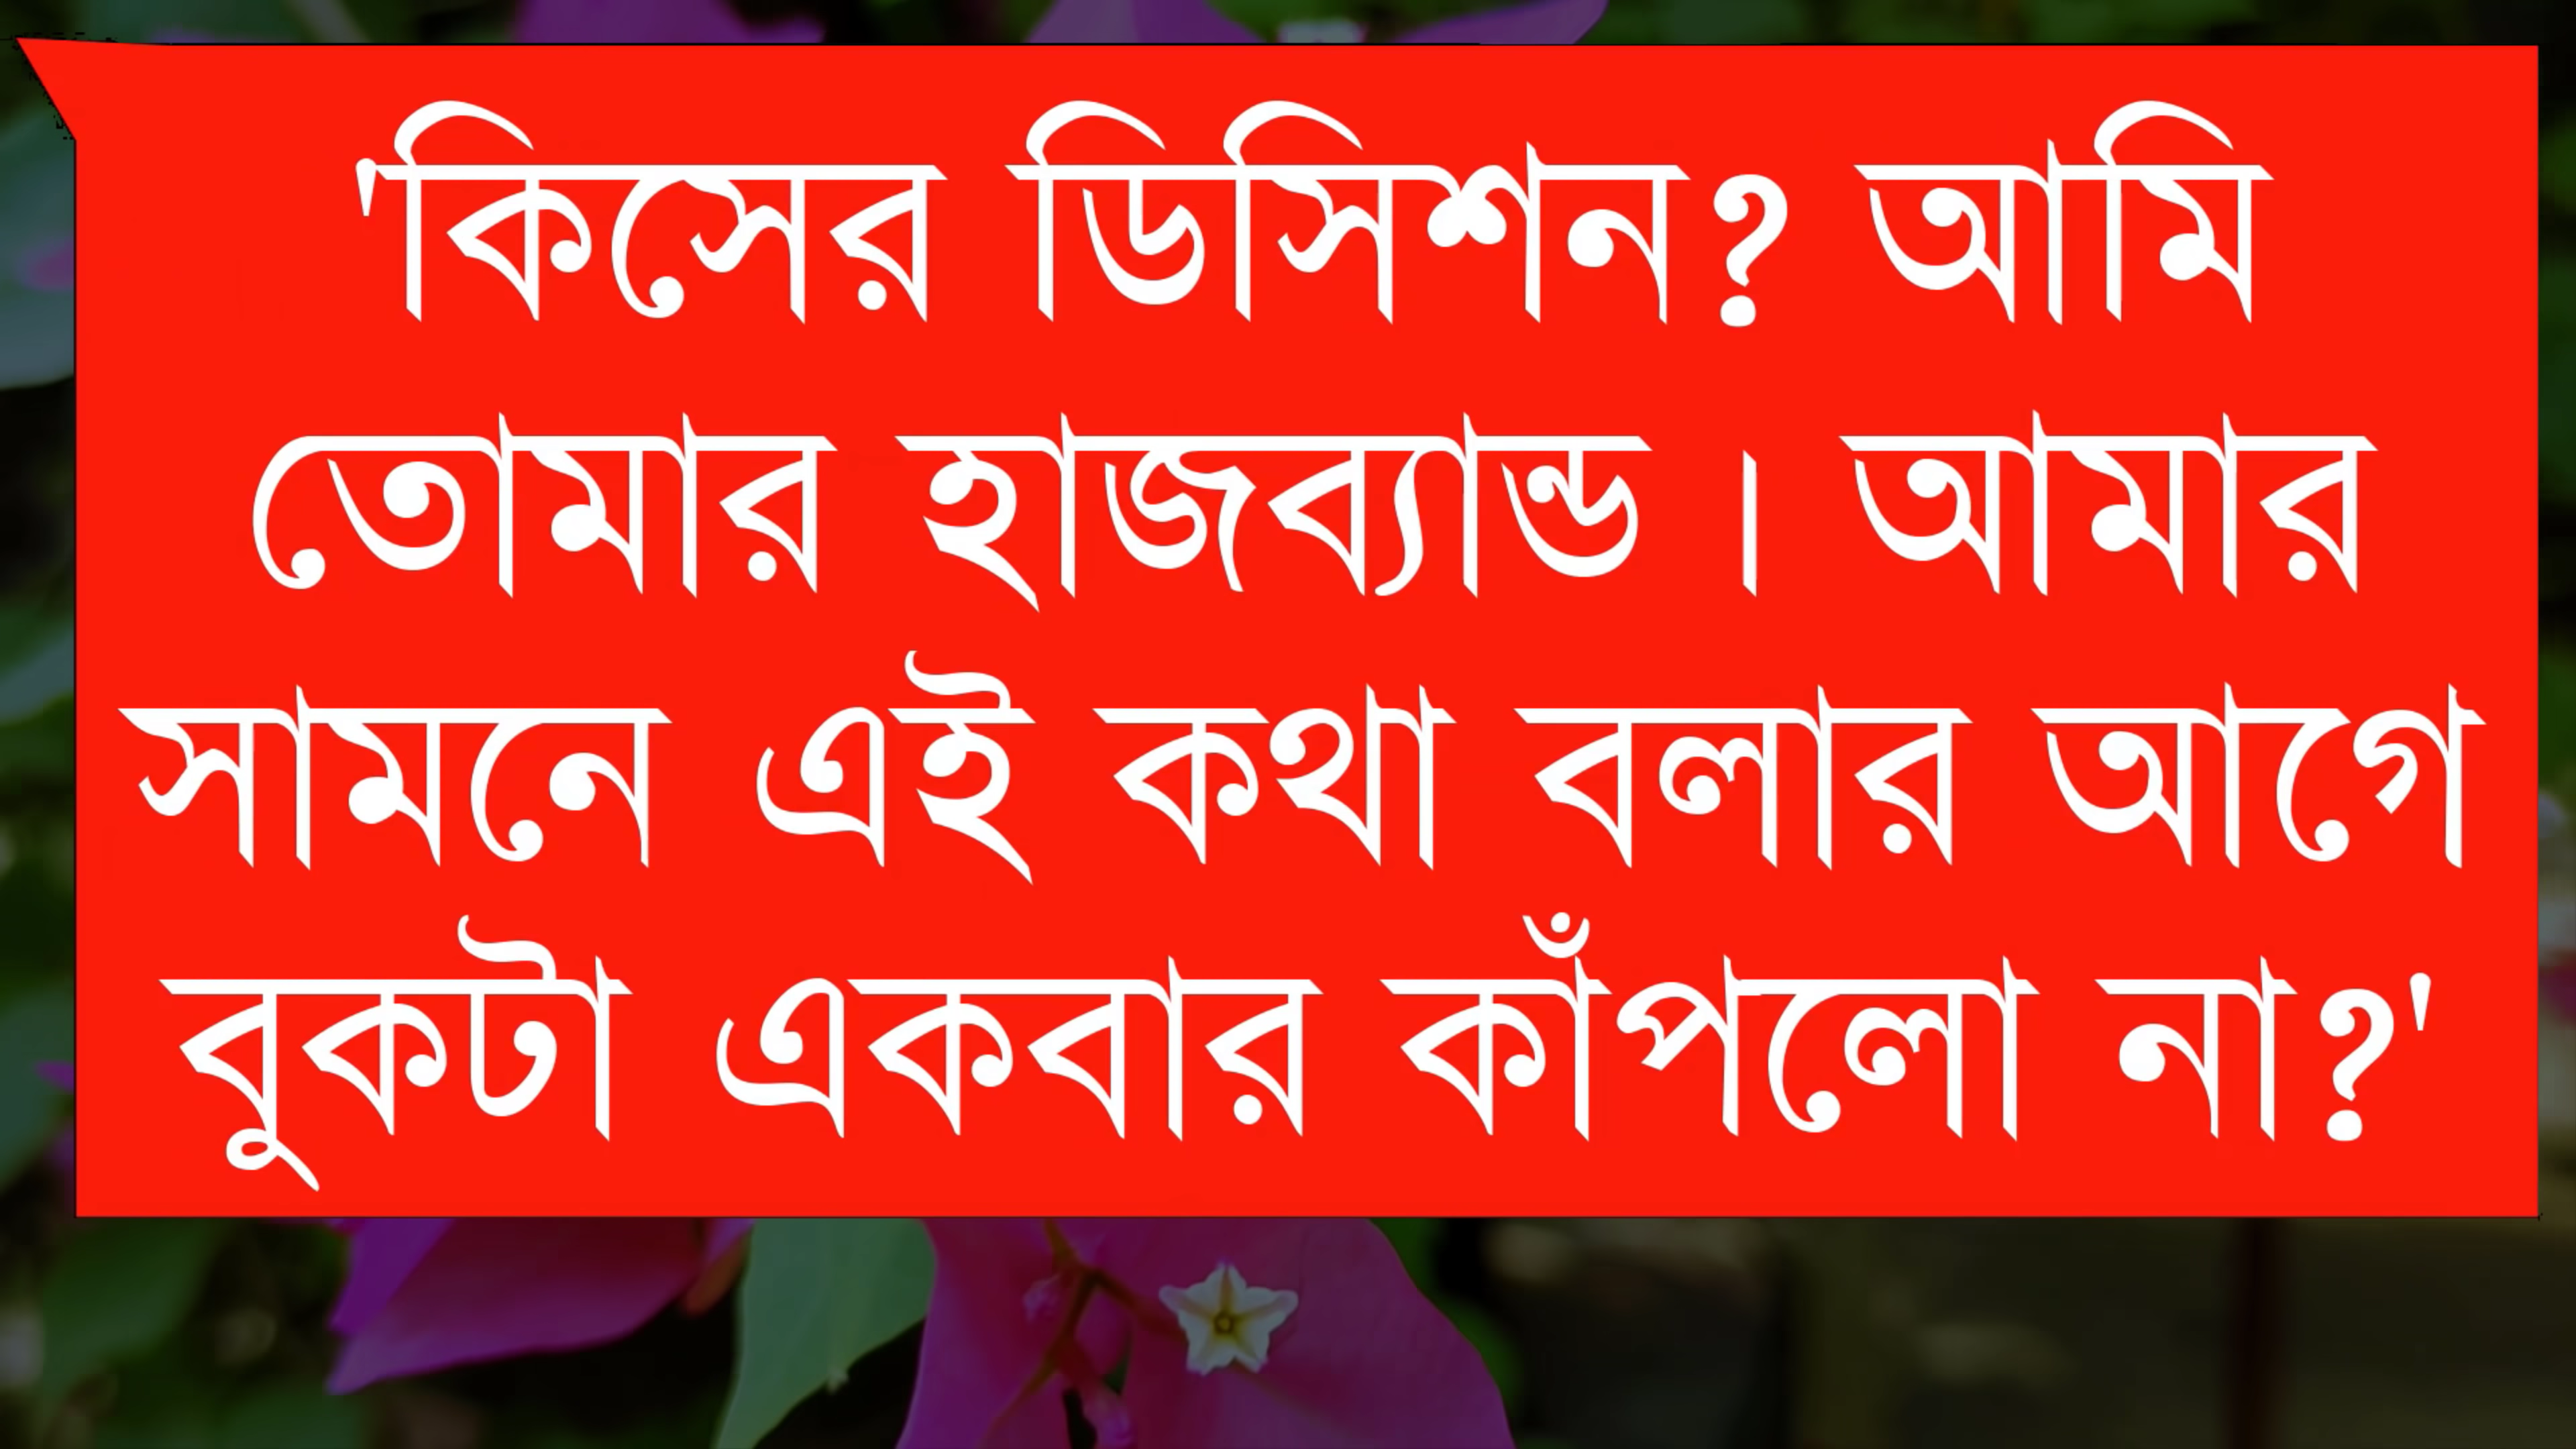 'কিসের ডিসিশন? আমি
তোমার হাজব্যান্ড । আমার
সামনে এই কথা বলার আগে
বুকটা একবার কাঁপলো না?'